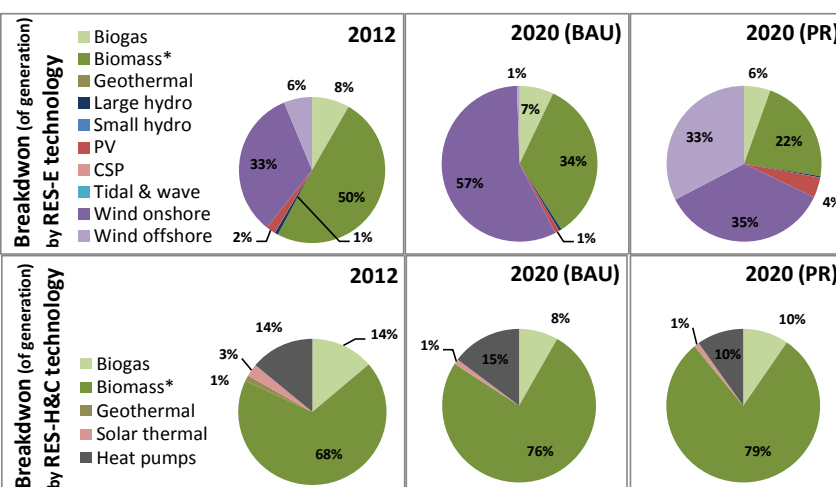 Breakdwon (of generation)
by RES-E technology
Biogas
Biomass*
Geothermal
Large hydro
Small hydro
PV
CSP
Tidal & wave
Wind onshore
Wind offshore
2012
6%
8%
33%
50%
2%
1%
2020 (BAU)
1%
7%
34%
57%
1%
2020 (PR)
6%
33%
22%
4%
35%
Breakdwon (of generation)
by RES-H&C technology
Biogas
Biomass*
Geothermal
Solar thermal
Heat pumps
2012
14%
14%
3%
1%
68%
2020 (BAU)
8%
1%
15%
76%
2020 (PR)
1%
10%
10%
79%